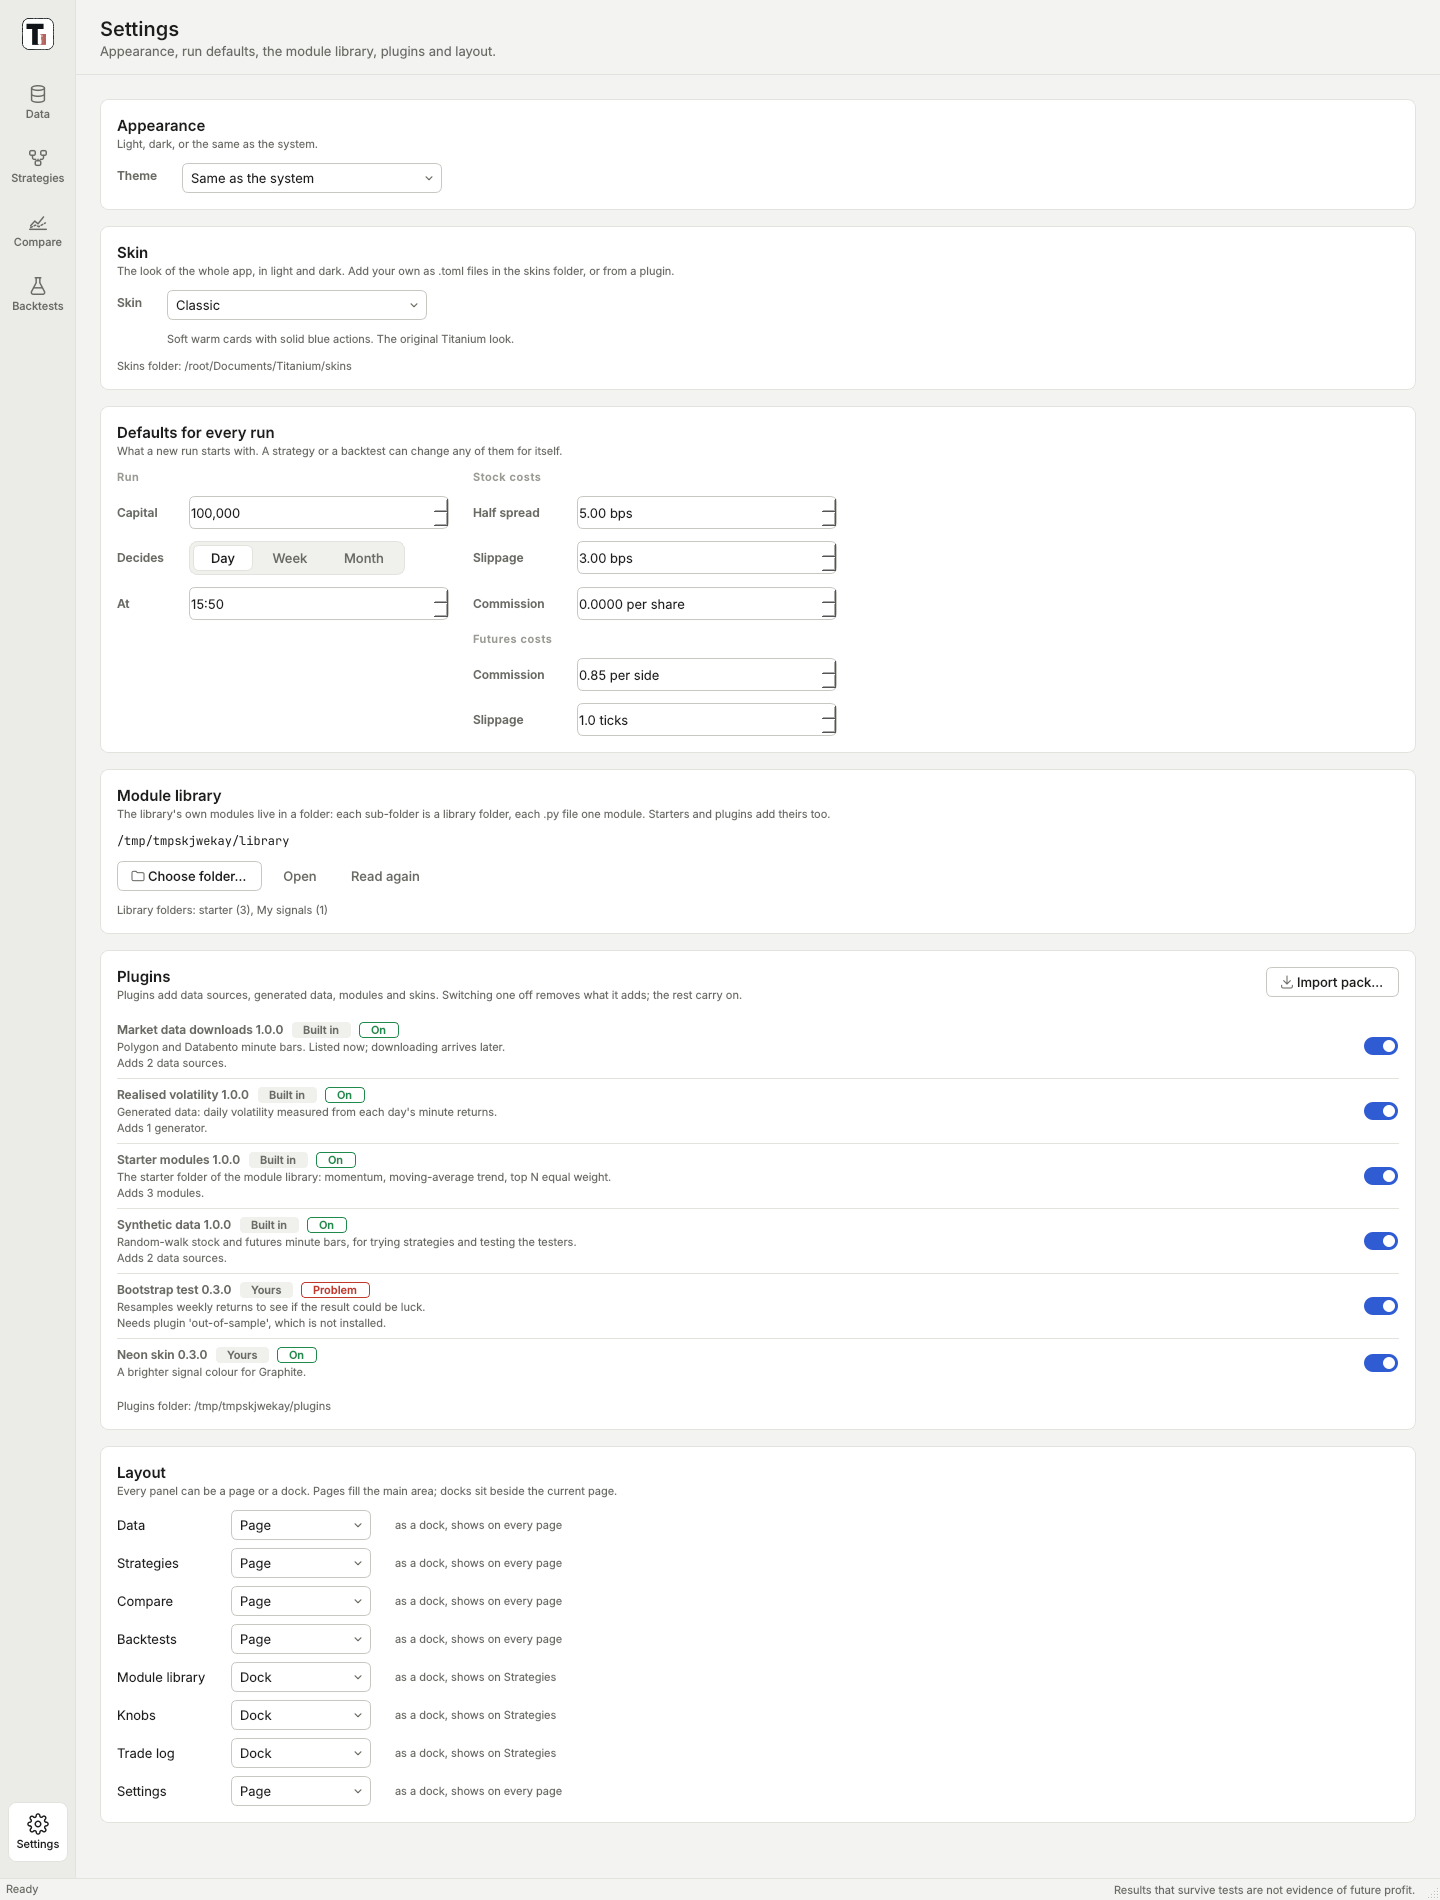 Ti
Settings
Appearance, run defaults, the module library, plugins and layout.
Data
Strategies
Compare
Backtests
Appearance
Light, dark, or the same as the system.
Theme
Same as the system
Skin
The look of the whole app, in light and dark. Add your own as .toml files in the skins folder, or from a plugin.
Skin
Classic
Soft warm cards with solid blue actions. The original Titanium look.
Skins folder: /root/Documents/Titanium/skins
Defaults for every run
What a new run starts with. A strategy or a backtest can change any of them for itself.
Run
Capital 100,000
Decides Day Week Month
At 15:50
Stock costs
Half spread 5.00 bps
Slippage 3.00 bps
Commission 0.0000 per share
Futures costs
Commission 0.85 per side
Slippage 1.0 ticks
Module library
The library's own modules live in a folder: each sub-folder is a library folder, each .py file one module. Starters and plugins add theirs too.
/tmp/tmpskjwekay/library
Choose folder... Open Read again
Library folders: starter (3), My signals (1)
Plugins
Plugins add data sources, generated data, modules and skins. Switching one off removes what it adds; the rest carry on.
Import pack...
Market data downloads 1.0.0 Built in On
Polygon and Databento minute bars. Listed now; downloading arrives later.
Adds 2 data sources.
Realised volatility 1.0.0 Built in On
Generated data: daily volatility measured from each day's minute returns.
Adds 1 generator.
Starter modules 1.0.0 Built in On
The starter folder of the module library: momentum, moving-average trend, top N equal weight.
Adds 3 modules.
Synthetic data 1.0.0 Built in On
Random-walk stock and futures minute bars, for trying strategies and testing the testers.
Adds 2 data sources.
Bootstrap test 0.3.0 Yours Problem
Resamples weekly returns to see if the result could be luck.
Needs plugin 'out-of-sample', which is not installed.
Neon skin 0.3.0 Yours On
A brighter signal colour for Graphite.
Plugins folder: /tmp/tmpskjwekay/plugins
Layout
Every panel can be a page or a dock. Pages fill the main area; docks sit beside the current page.
Data Page as a dock, shows on every page
Strategies Page as a dock, shows on every page
Compare Page as a dock, shows on every page
Backtests Page as a dock, shows on every page
Module library Dock as a dock, shows on Strategies
Knobs Dock as a dock, shows on Strategies
Trade log Dock as a dock, shows on Strategies
Settings Page as a dock, shows on every page
Settings
Ready
Results that survive tests are not evidence of future profit.